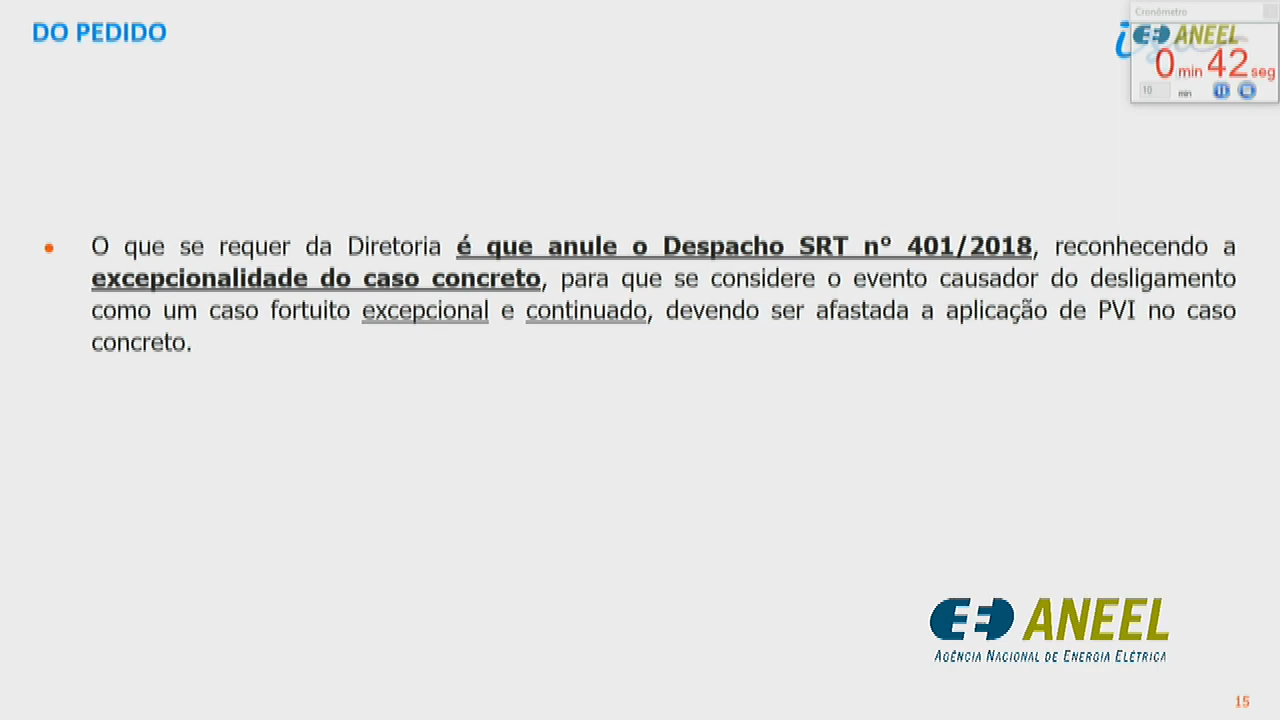 DO PEDIDO
Cronômetro
ANEEL
0 min 42 seg
10 min
O que se requer da Diretoria é que anule o Despacho SRT nº 401/2018, reconhecendo a
excepcionalidade do caso concreto, para que se considere o evento causador do desligamento
como um caso fortuito excepcional e continuado, devendo ser afastada a aplicação de PVI no caso
concreto.
ANEEL
AGÊNCIA NACIONAL DE ENERGIA ELÉTRICA
15